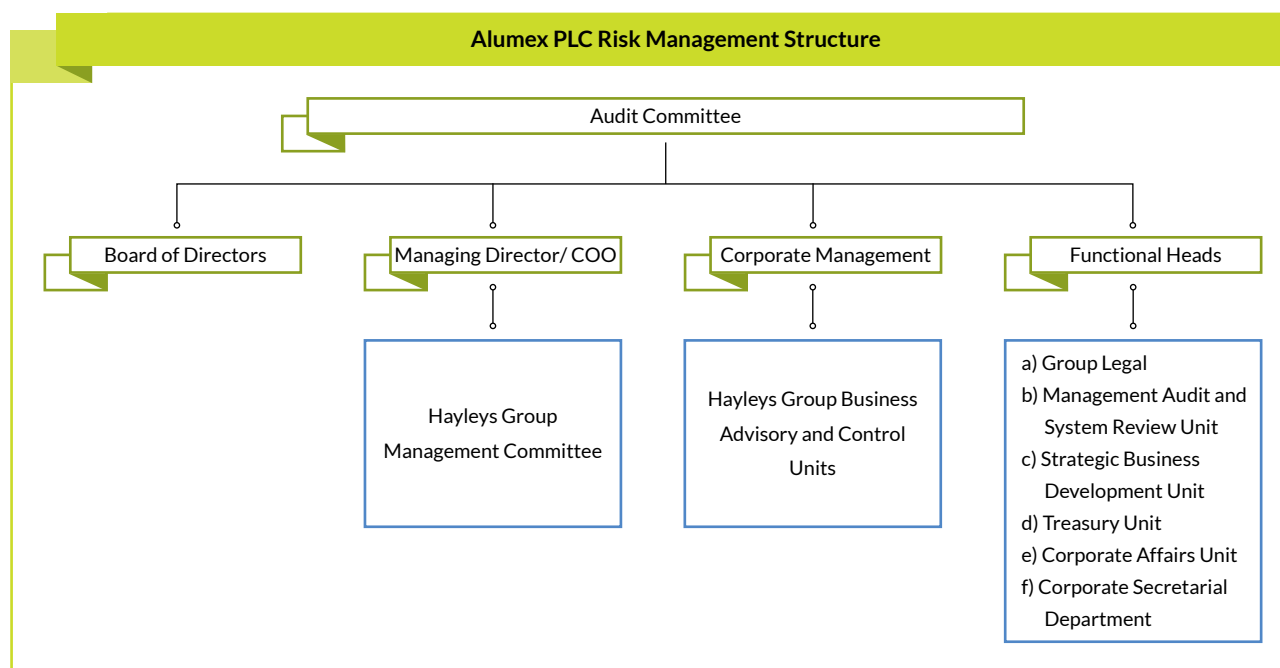 Alumex PLC Risk Management Structure
Audit Committee
Board of Directors
Managing Director/ COO
Corporate Management
Functional Heads
Hayleys Group
Management Committee
Hayleys Group Business
Advisory and Control
Units
a) Group Legal
b) Management Audit and
System Review Unit
c) Strategic Business
Development Unit
d) Treasury Unit
e) Corporate Affairs Unit
f) Corporate Secretarial
Department